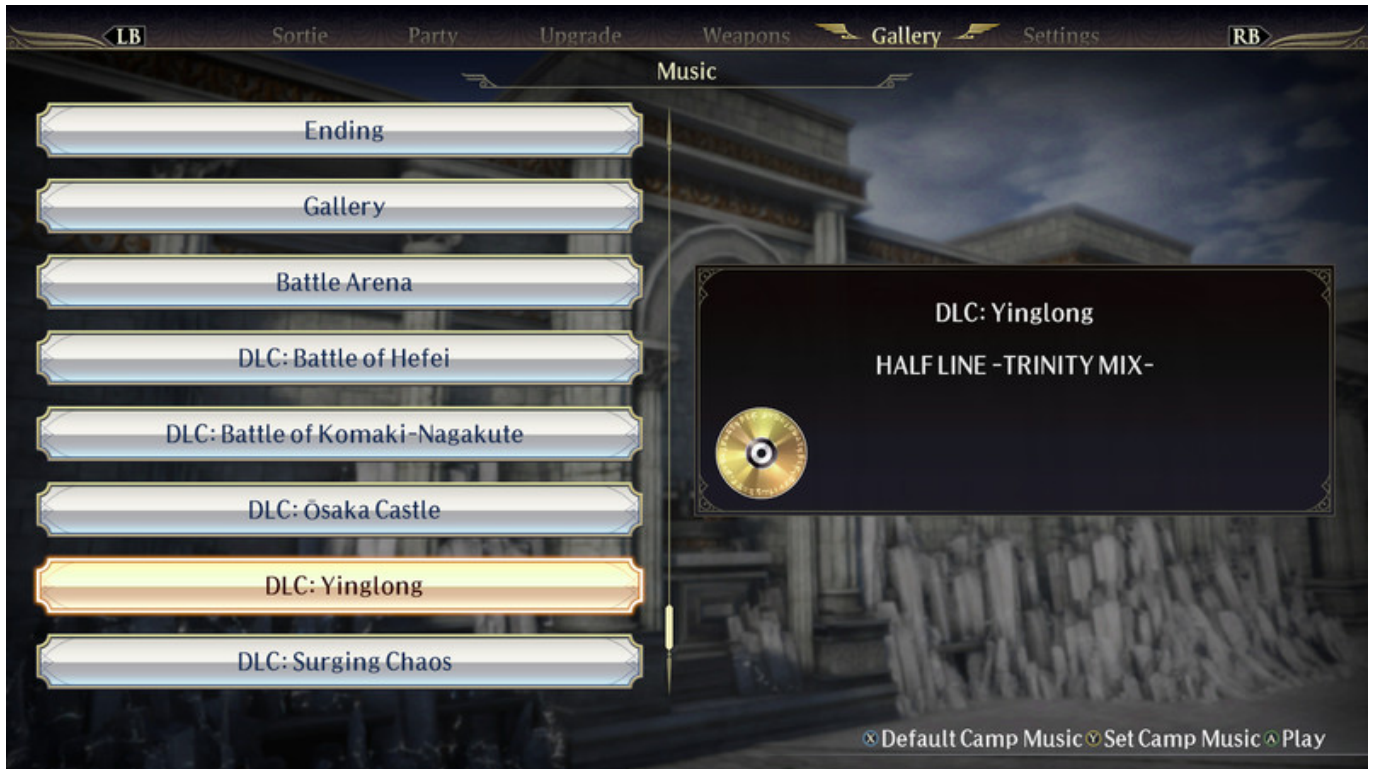 LB Sortie Party Upgrade Weapons Gallery Settings RB
Music
Ending
Gallery
Battle Arena
DLC: Battle of Hefei
DLC: Battle of Komaki-Nagakute
DLC: Ōsaka Castle
DLC: Yinglong
DLC: Surging Chaos
DLC: Yinglong
HALF LINE -TRINITY MIX-
X Default Camp Music Y Set Camp Music A Play